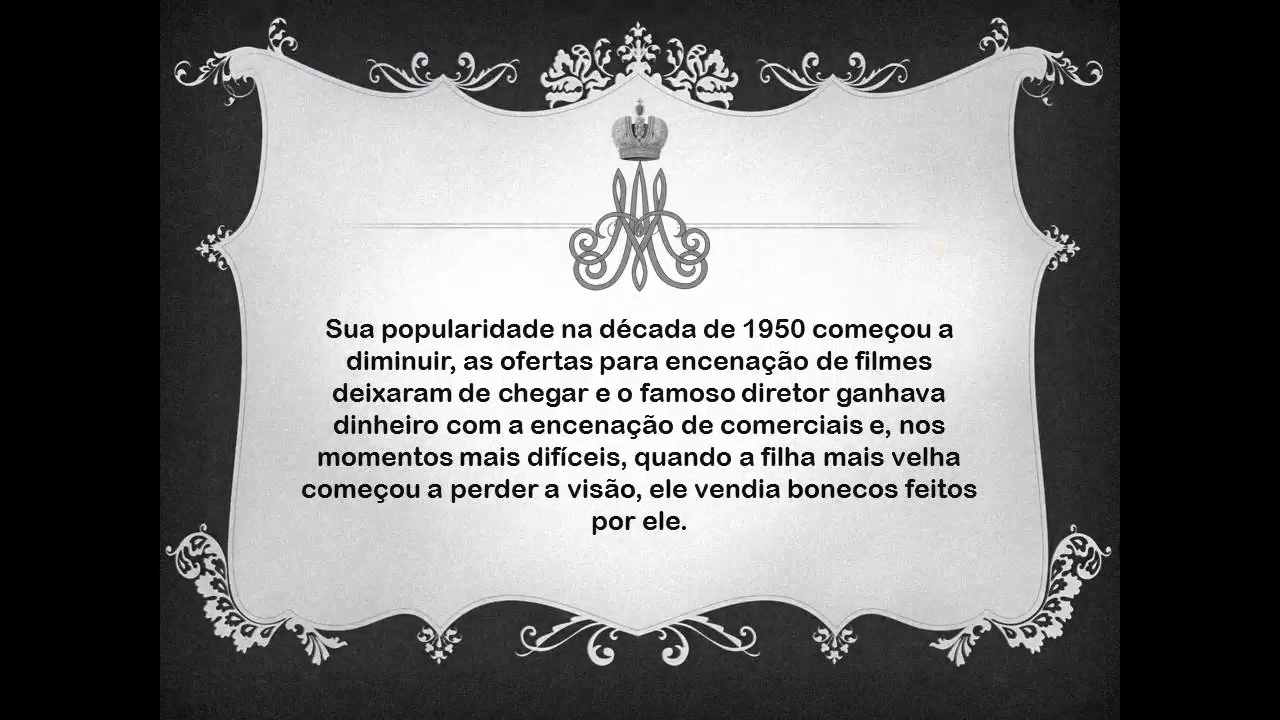 Sua popularidade na década de 1950 começou a
diminuir, as ofertas para encenação de filmes
deixaram de chegar e o famoso diretor ganhava
dinheiro com a encenação de comerciais e, nos
momentos mais difíceis, quando a filha mais velha
começou a perder a visão, ele vendia bonecos feitos
por ele.